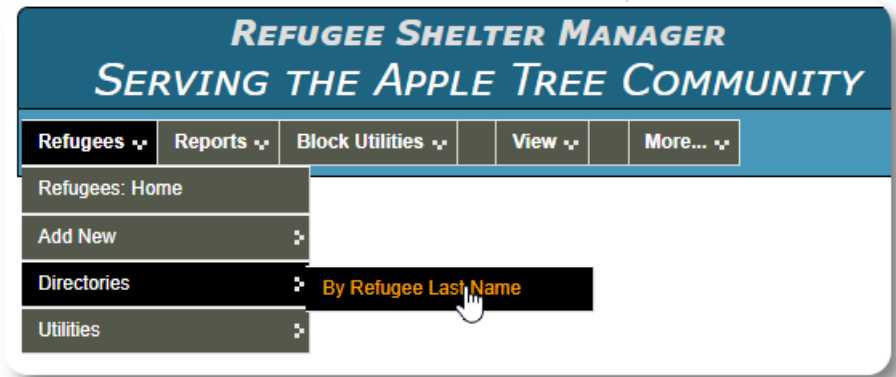 REFUGEE SHELTER MANAGER
SERVING THE APPLE TREE COMMUNITY
Refugees Reports Block Utilities View More...
Refugees: Home
Add New
Directories By Refugee Last Name
Utilities